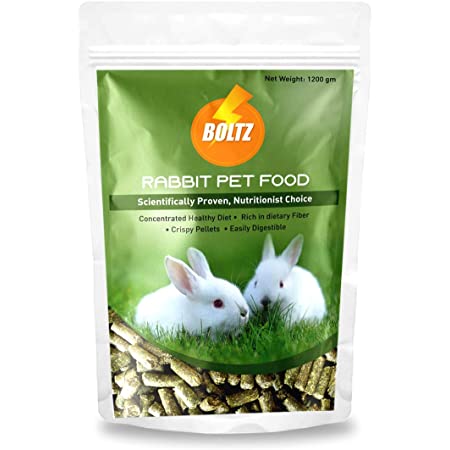 Net Weight: 1200 gm
BOLTZ
RABBIT PET FOOD
Scientifically Proven, Nutritionist Choice
Concentrated Healthy Diet • Rich in dietary Fiber
• Crispy Pellets • Easily Digestible